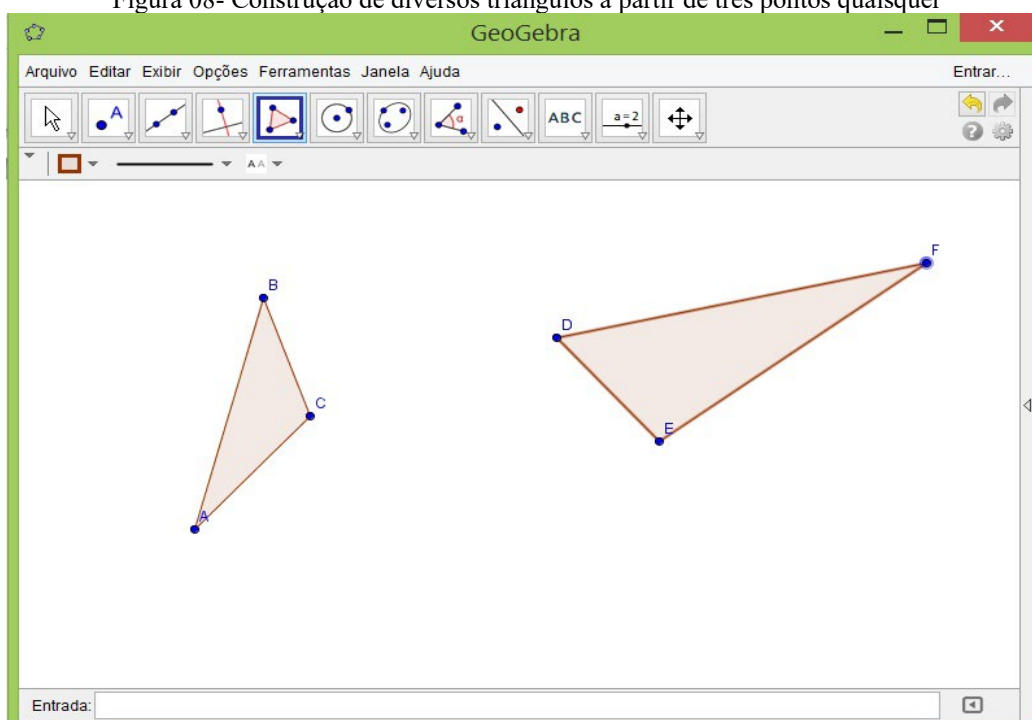 Figura 08- Construção de diversos triângulos a partir de três pontos quaisquer
GeoGebra
Arquivo Editar Exibir Opções Ferramentas Janela Ajuda Entrar...
A α ABC a=2
A A
B
F
D
C
E
A
Entrada: